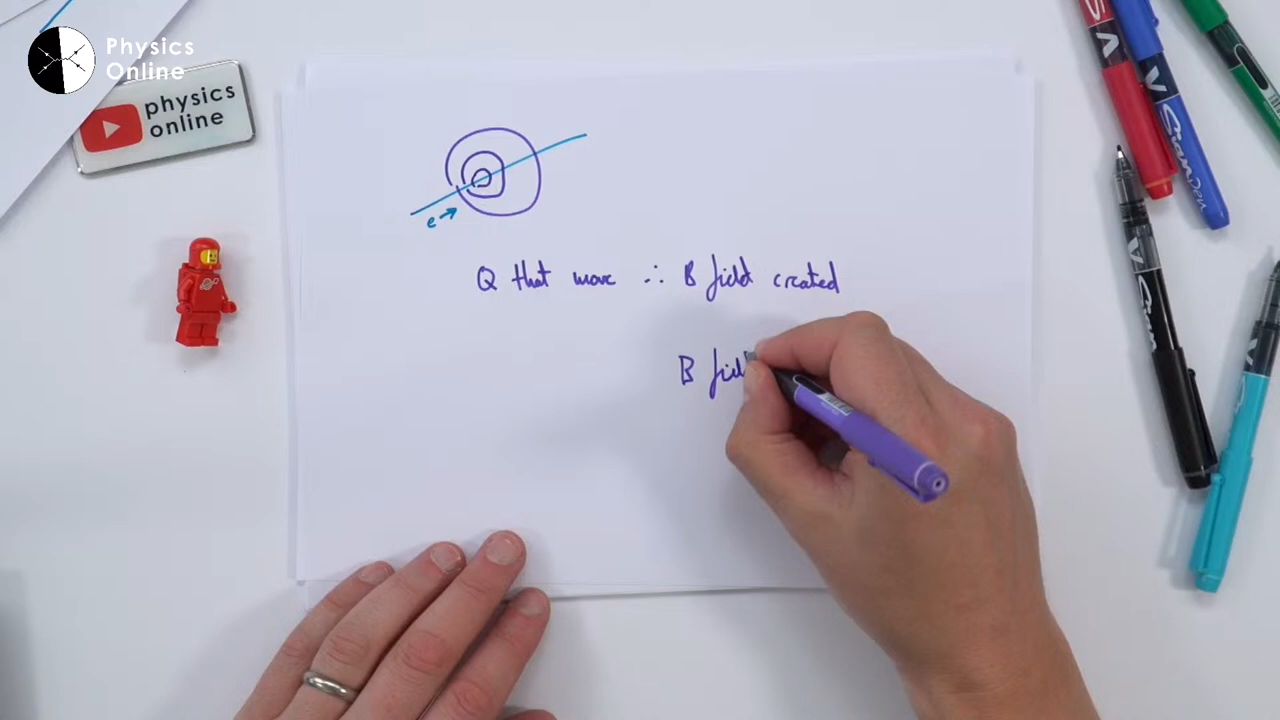 Physics
Online
physics
online
e →
Q that move ∴ B field created
B fiel